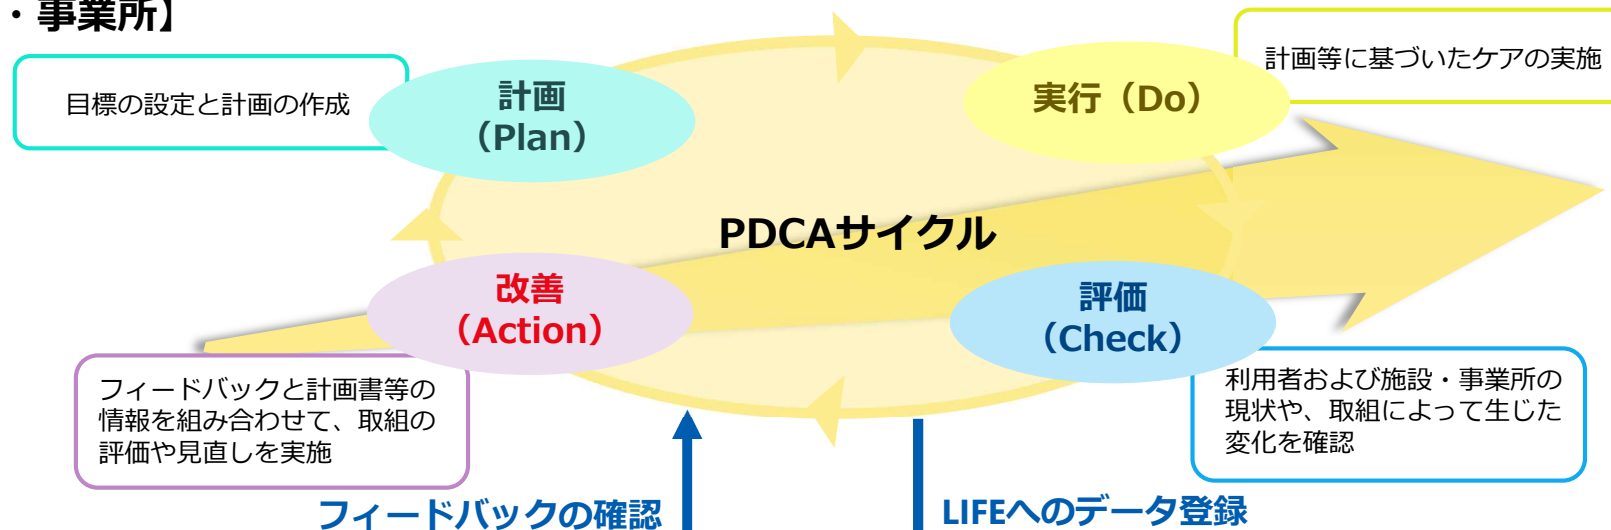 ・事業所】
目標の設定と計画の作成
計画
（Plan）
実行（Do）
計画等に基づいたケアの実施
PDCAサイクル
改善
（Action）
評価
（Check）
フィードバックと計画書等の
情報を組み合わせて、取組の
評価や見直しを実施
利用者および施設・事業所の
現状や、取組によって生じた
変化を確認
フィードバックの確認
LIFEへのデータ登録